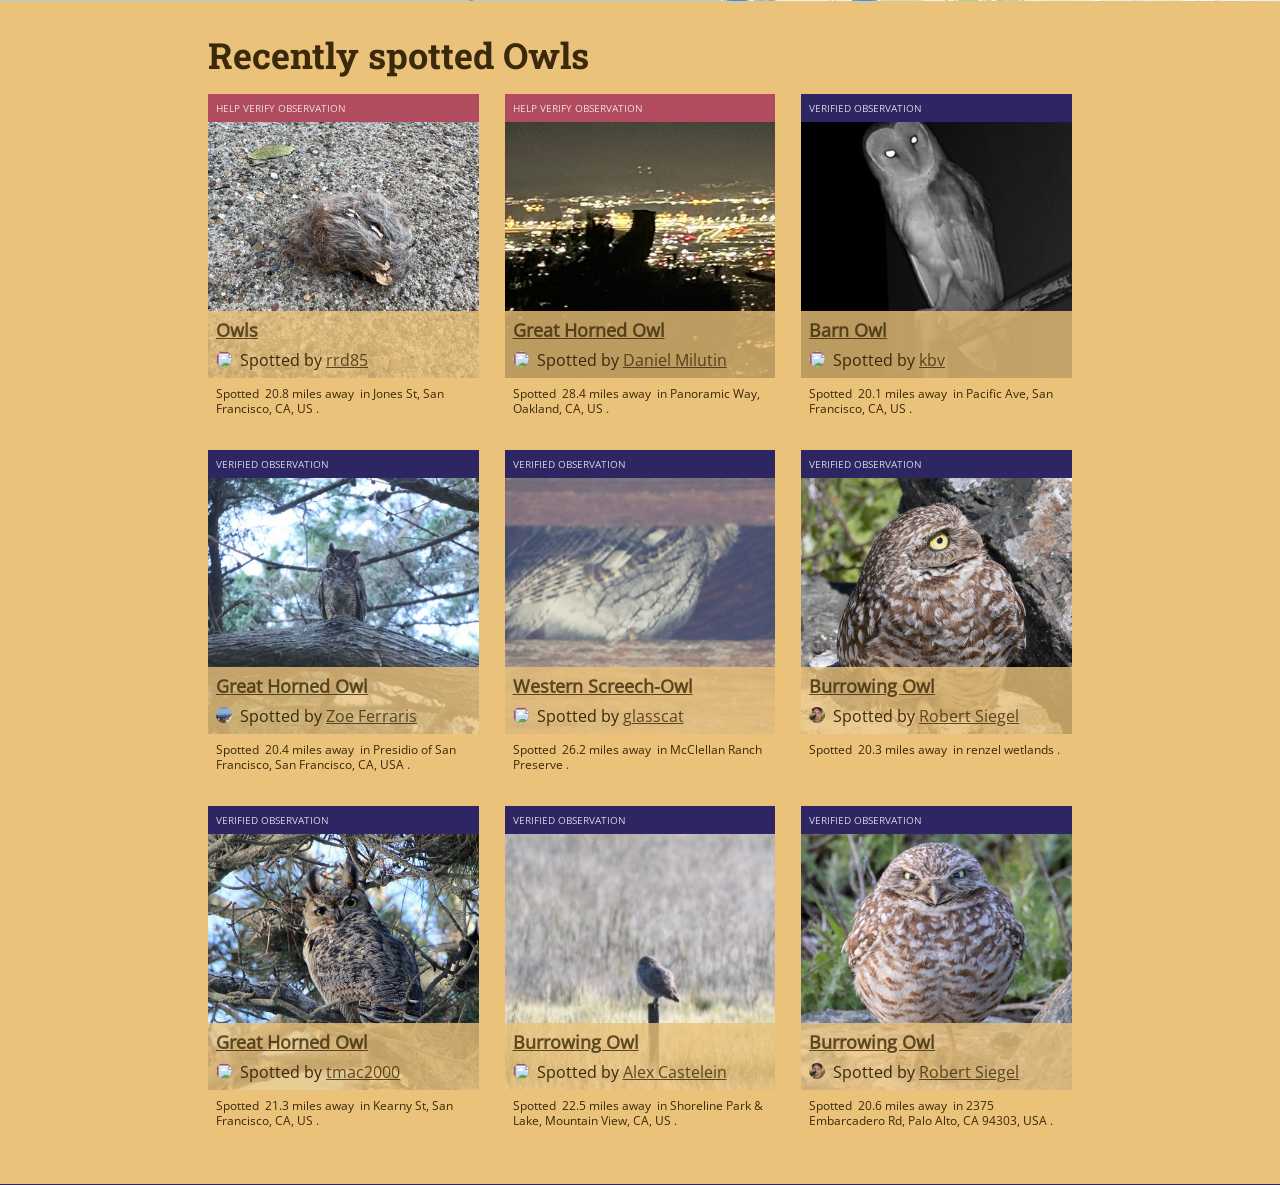 Recently spotted Owls
HELP VERIFY OBSERVATION
Owls
Spotted by rrd85
Spotted 20.8 miles away in Jones St, San
Francisco, CA, US .
HELP VERIFY OBSERVATION
Great Horned Owl
Spotted by Daniel Milutin
Spotted 28.4 miles away in Panoramic Way,
Oakland, CA, US .
VERIFIED OBSERVATION
Barn Owl
Spotted by kbv
Spotted 20.1 miles away in Pacific Ave, San
Francisco, CA, US .
VERIFIED OBSERVATION
Great Horned Owl
Spotted by Zoe Ferraris
Spotted 20.4 miles away in Presidio of San
Francisco, San Francisco, CA, USA .
VERIFIED OBSERVATION
Western Screech-Owl
Spotted by glasscat
Spotted 26.2 miles away in McClellan Ranch
Preserve .
VERIFIED OBSERVATION
Burrowing Owl
Spotted by Robert Siegel
Spotted 20.3 miles away in renzel wetlands .
VERIFIED OBSERVATION
Great Horned Owl
Spotted by tmac2000
Spotted 21.3 miles away in Kearny St, San
Francisco, CA, US .
VERIFIED OBSERVATION
Burrowing Owl
Spotted by Alex Castelein
Spotted 22.5 miles away in Shoreline Park &
Lake, Mountain View, CA, US .
VERIFIED OBSERVATION
Burrowing Owl
Spotted by Robert Siegel
Spotted 20.6 miles away in 2375
Embarcadero Rd, Palo Alto, CA 94303, USA .